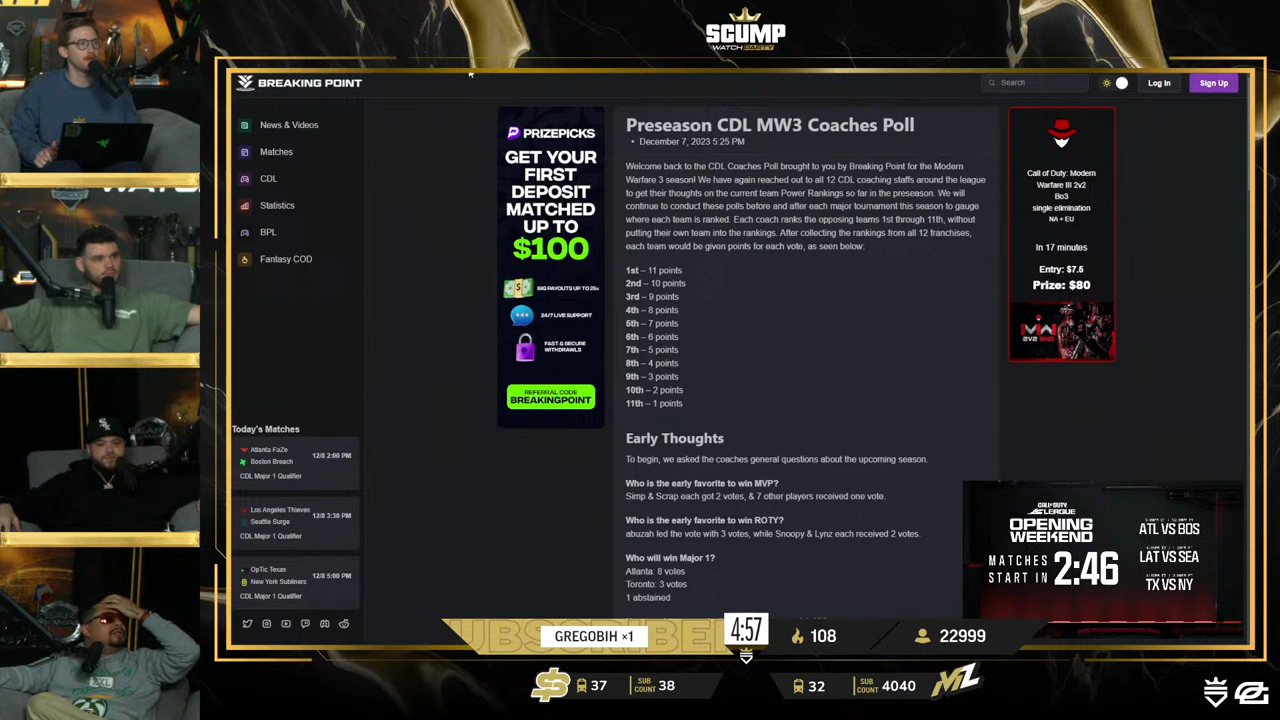 SCUMP
WATCH PARTY
BREAKING POINT
Search
Log In
Sign Up
News & Videos
Matches
CDL
Statistics
BPL
Fantasy COD
Today's Matches
Atlanta FaZe
Boston Breach
12/8 2:00 PM
CDL Major 1 Qualifier
Los Angeles Thieves
Seattle Surge
12/8 3:30 PM
CDL Major 1 Qualifier
OpTic Texas
New York Subliners
12/8 5:00 PM
CDL Major 1 Qualifier
PRIZEPICKS
GET YOUR
FIRST
DEPOSIT
MATCHED
UP TO
$100
BIG PAYOUTS UP TO 25x
24/7 LIVE SUPPORT
FAST & SECURE
WITHDRAWLS
REFERRAL CODE
BREAKINGPOINT
Preseason CDL MW3 Coaches Poll
• December 7, 2023 5:25 PM
Welcome back to the CDL Coaches Poll brought to you by Breaking Point for the Modern
Warfare 3 season! We have again reached out to all 12 CDL coaching staffs around the league
to get their thoughts on the current team Power Rankings so far in the preseason. We will
continue to conduct these polls before and after each major tournament this season to gauge
where each team is ranked. Each coach ranks the opposing teams 1st through 11th, without
putting their own team into the rankings. After collecting the rankings from all 12 franchises,
each team would be given points for each vote, as seen below:
1st – 11 points
2nd – 10 points
3rd – 9 points
4th – 8 points
5th – 7 points
6th – 6 points
7th – 5 points
8th – 4 points
9th – 3 points
10th – 2 points
11th – 1 points
Early Thoughts
To begin, we asked the coaches general questions about the upcoming season.
Who is the early favorite to win MVP?
Simp & Scrap each got 2 votes, & 7 other players received one vote.
Who is the early favorite to win ROTY?
abuzah led the vote with 3 votes, while Snoopy & Lynz each received 2 votes.
Who will win Major 1?
Atlanta: 8 votes
Toronto: 3 votes
1 abstained
Call of Duty: Modern
Warfare III 2v2
Bo3
single elimination
NA + EU
In 17 minutes
Entry: $7.5
Prize: $80
2V2 END
CALL OF DUTY
LEAGUE
OPENING
WEEKEND
MATCHES
START IN
2:46
ATL VS BOS
LAT VS SEA
TX VS NY
GREGOBIH ×1
4:57
108
22999
37
SUB
COUNT
38
32
SUB
COUNT
4040